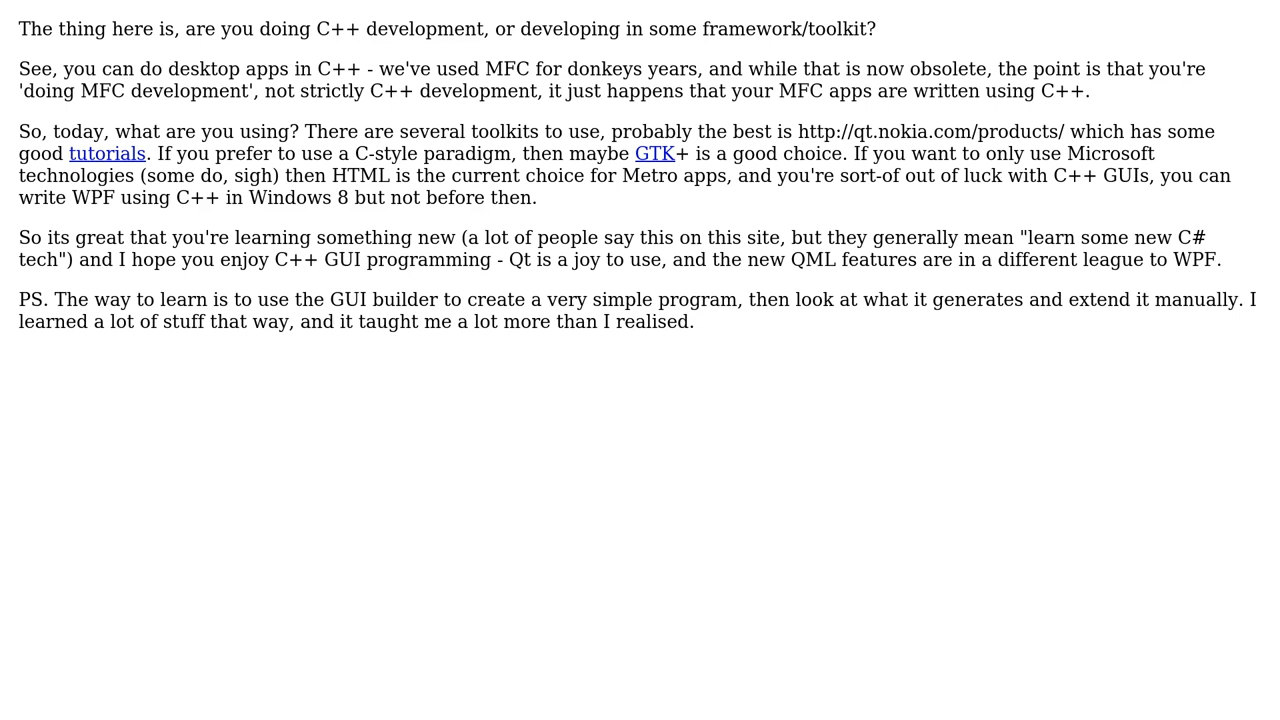 The thing here is, are you doing C++ development, or developing in some framework/toolkit?
See, you can do desktop apps in C++ - we've used MFC for donkeys years, and while that is now obsolete, the point is that you're
'doing MFC development', not strictly C++ development, it just happens that your MFC apps are written using C++.
So, today, what are you using? There are several toolkits to use, probably the best is http://qt.nokia.com/products/ which has some
good tutorials. If you prefer to use a C-style paradigm, then maybe GTK+ is a good choice. If you want to only use Microsoft
technologies (some do, sigh) then HTML is the current choice for Metro apps, and you're sort-of out of luck with C++ GUIs, you can
write WPF using C++ in Windows 8 but not before then.
So its great that you're learning something new (a lot of people say this on this site, but they generally mean "learn some new C#
tech") and I hope you enjoy C++ GUI programming - Qt is a joy to use, and the new QML features are in a different league to WPF.
PS. The way to learn is to use the GUI builder to create a very simple program, then look at what it generates and extend it manually. I
learned a lot of stuff that way, and it taught me a lot more than I realised.